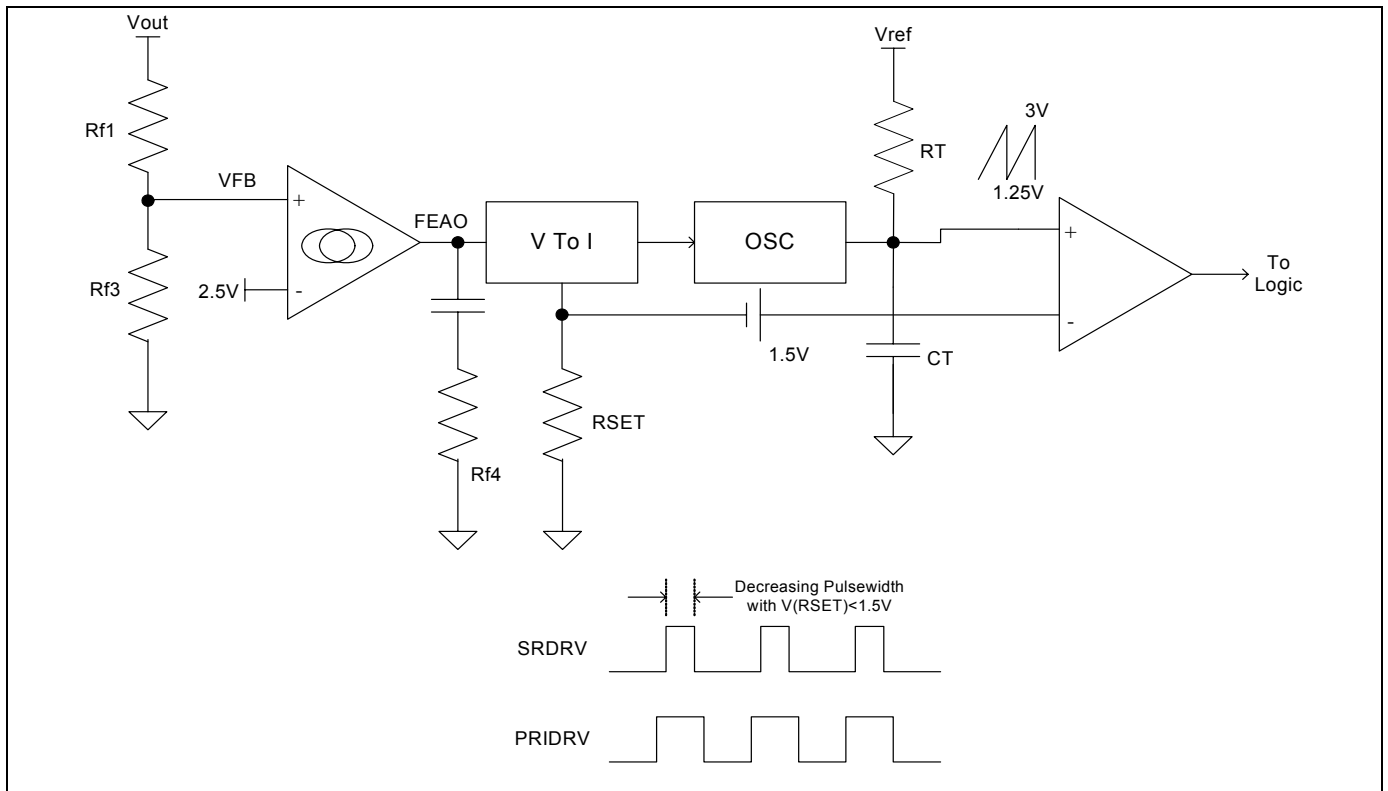 Vout
Vref
Rf1
RT
3V
1.25V
VFB
+
FEAO
V To I
OSC
+
To
Logic
Rf3
2.5V
-
-
1.5V
CT
RSET
Rf4
Decreasing Pulsewidth
with V(RSET)<1.5V
SRDRV
PRIDRV